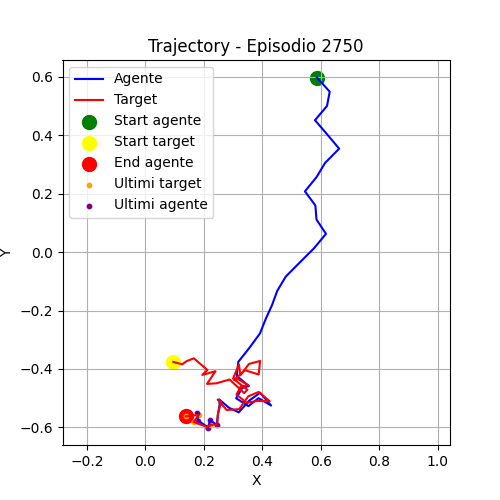 Trajectory - Episodio 2750
Agente
Target
Start agente
Start target
End agente
Ultimi target
Ultimi agente
0.6
0.4
0.2
0.0
−0.2
−0.4
−0.6
Y
−0.2
0.0
0.2
0.4
0.6
0.8
1.0
X